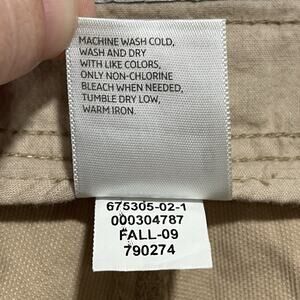 MACHINE WASH COLD,
WASH AND DRY
WITH LIKE COLORS,
ONLY NON-CHLORINE
BLEACH WHEN NEEDED,
TUMBLE DRY LOW,
WARM IRON.
675305-02-1
000304787
FALL-09
790274